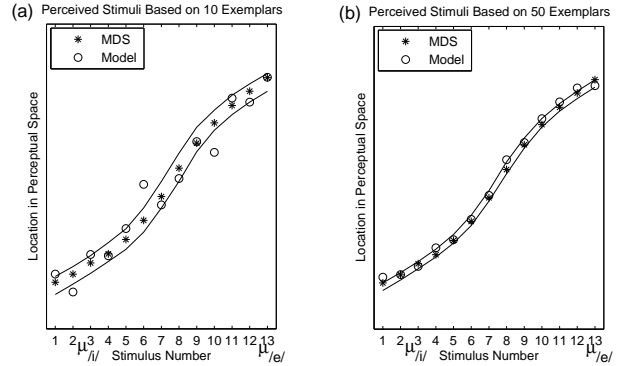 (a)
Perceived Stimuli Based on 10 Exemplars
MDS
Model
Location in Perceptual Space
1 2 3 4 5 6 7 8 9 10 11 12 13
μ/i/
Stimulus Number
μ/e/
(b)
Perceived Stimuli Based on 50 Exemplars
MDS
Model
Location in Perceptual Space
1 2 3 4 5 6 7 8 9 10 11 12 13
μ/i/
Stimulus Number
μ/e/